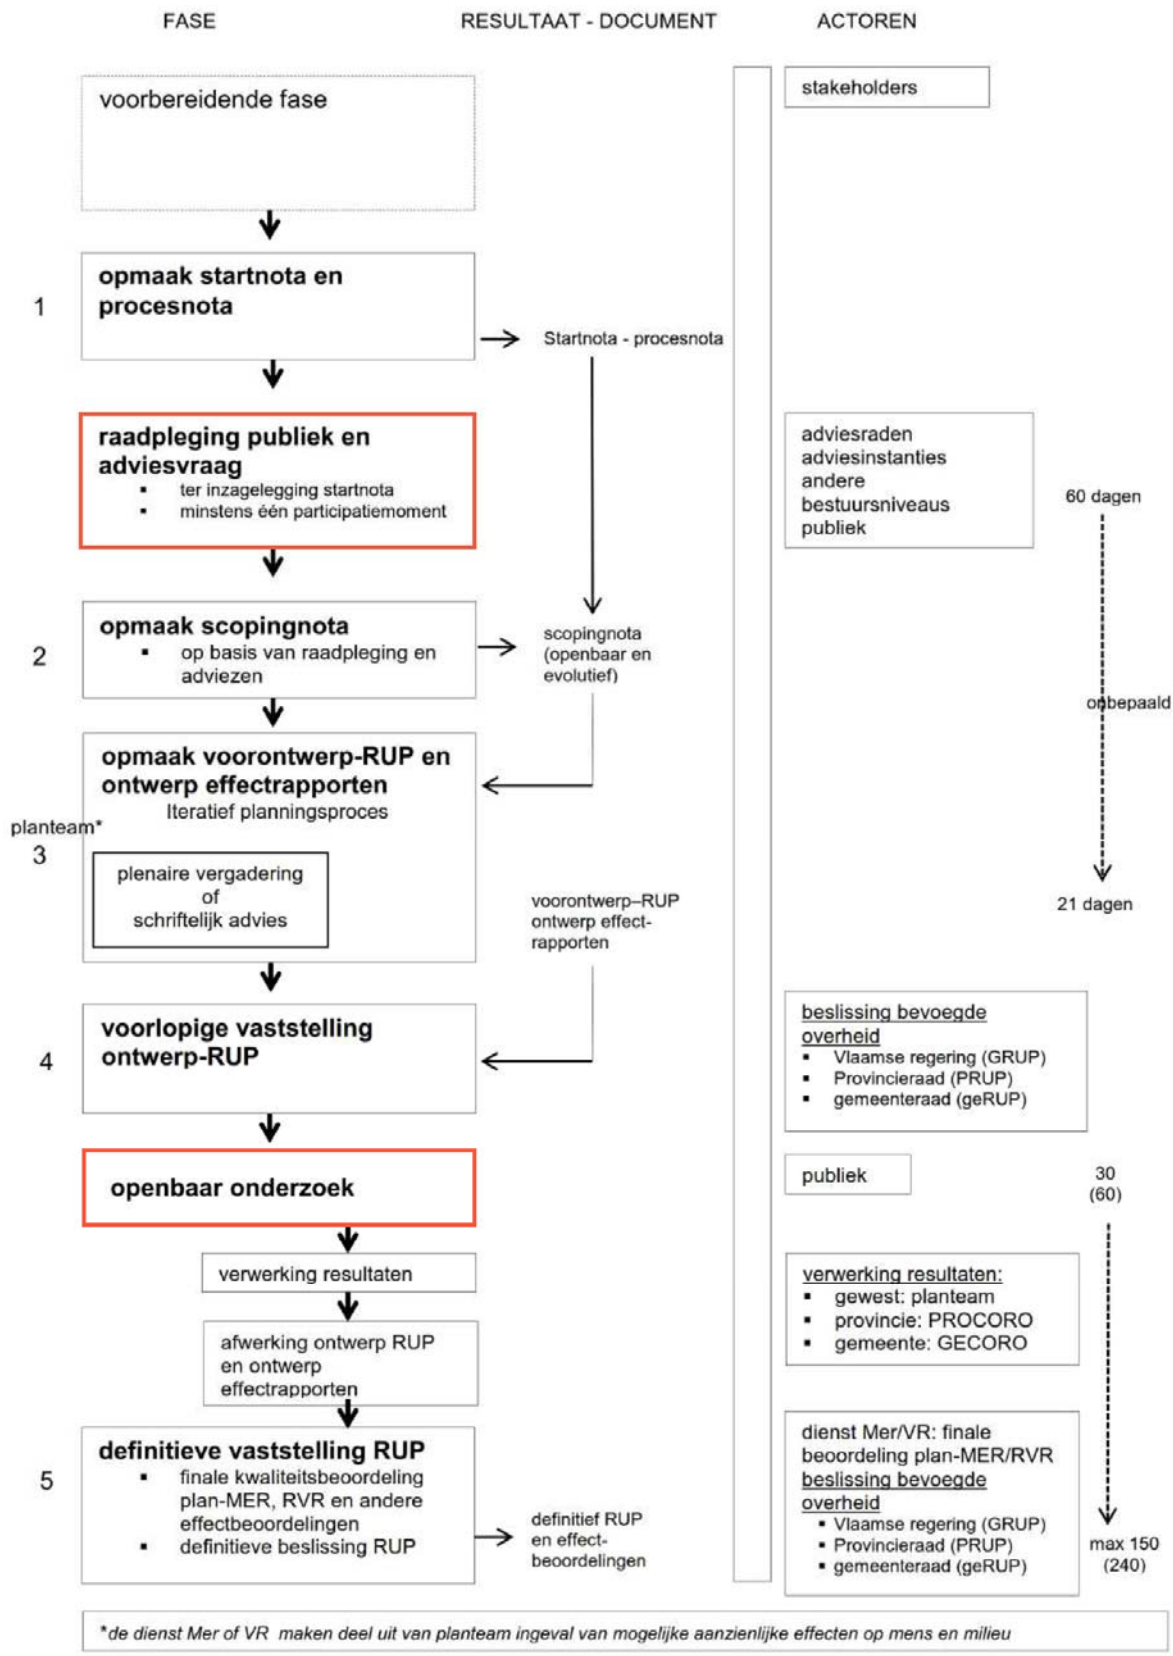 FASE
RESULTAAT - DOCUMENT
ACTOREN
voorbereidende fase
stakeholders
1
opmaak startnota en
procesnota
Startnota - procesnota
raadpleging publiek en
adviesvraag
▪ ter inzagelegging startnota
▪ minstens één participatiemoment
adviesraden
adviesinstanties
andere
bestuursniveaus
publiek
60 dagen
2
opmaak scopingnota
▪ op basis van raadpleging en
adviezen
scopingnota
(openbaar en
evolutief)
onbepaald
opmaak voorontwerp-RUP en
ontwerp effectrapporten
Iteratief planningsproces
planteam*
3
plenaire vergadering
of
schriftelijk advies
voorontwerp–RUP
ontwerp effect-
rapporten
21 dagen
4
voorlopige vaststelling
ontwerp-RUP
beslissing bevoegde
overheid
▪ Vlaamse regering (GRUP)
▪ Provincieraad (PRUP)
▪ gemeenteraad (geRUP)
openbaar onderzoek
publiek
30
(60)
verwerking resultaten
verwerking resultaten:
▪ gewest: planteam
▪ provincie: PROCORO
▪ gemeente: GECORO
afwerking ontwerp RUP
en ontwerp
effectrapporten
5
definitieve vaststelling RUP
▪ finale kwaliteitsbeoordeling
plan-MER, RVR en andere
effectbeoordelingen
▪ definitieve beslissing RUP
definitief RUP
en effect-
beoordelingen
dienst Mer/VR: finale
beoordeling plan-MER/RVR
beslissing bevoegde
overheid
▪ Vlaamse regering (GRUP)
▪ Provincieraad (PRUP)
▪ gemeenteraad (geRUP)
max 150
(240)
*de dienst Mer of VR maken deel uit van planteam ingeval van mogelijke aanzienlijke effecten op mens en milieu